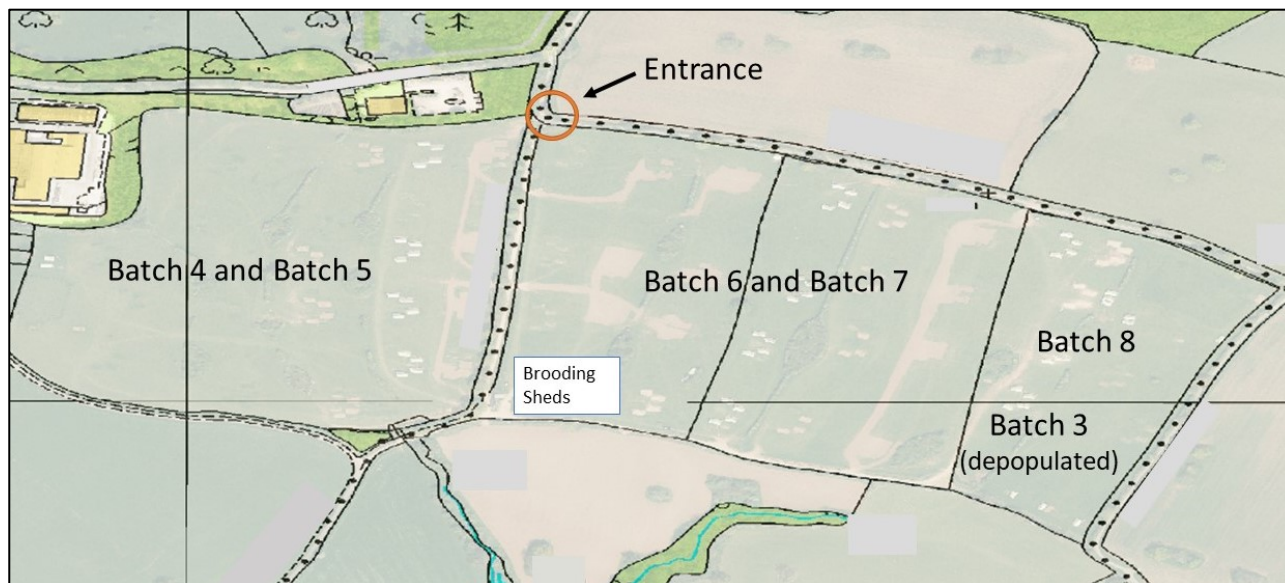 Entrance
Batch 4 and Batch 5
Batch 6 and Batch 7
Batch 8
Brooding
Sheds
Batch 3
(depopulated)